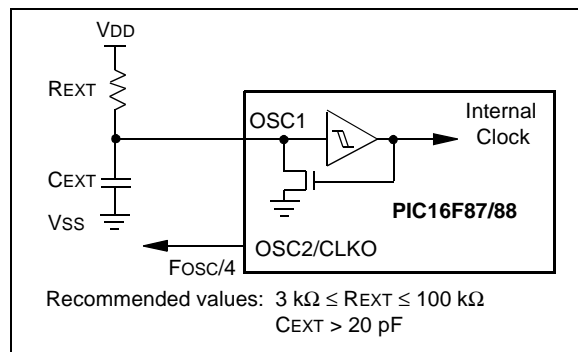 VDD
REXT
CEXT
VSS
OSC1
Internal
Clock
PIC16F87/88
OSC2/CLKO
FOSC/4
Recommended values: 3 kΩ ≤ REXT ≤ 100 kΩ
CEXT > 20 pF